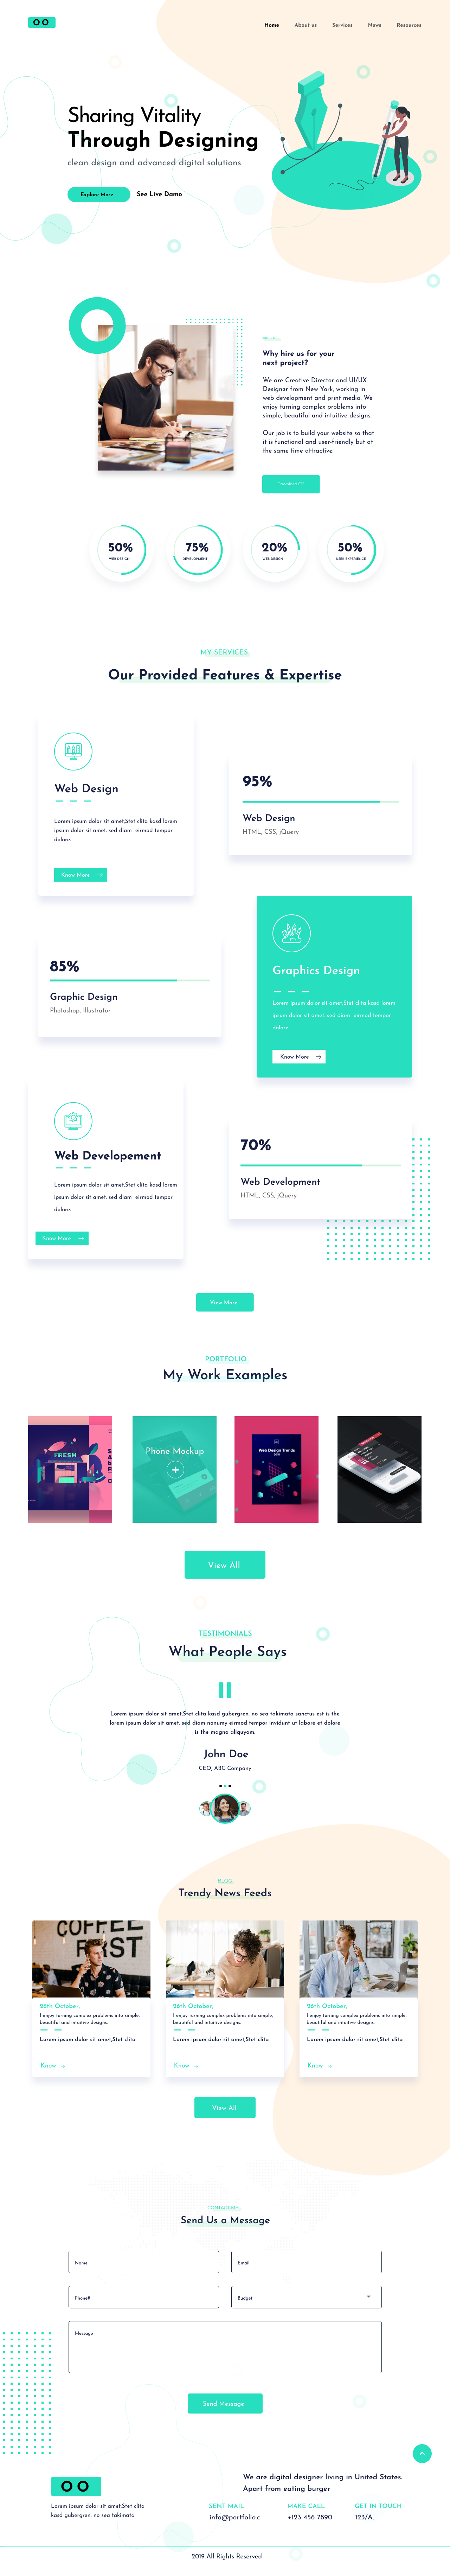 Home About us Services News Resources
Sharing Vitality
Through Designing
clean design and advanced digital solutions
Explore More
See Live Damo
Why hire us for your
next project?
We are Creative Director and UI/UX
Designer from New York, working in
web development and print media. We
enjoy turning complex problems into
simple, beautiful and intuitive designs.
Our job is to build your website so that
it is functional and user-friendly but at
the same time attractive.
Download CV
50%
WEB DESIGN
75%
DEVELOPMENT
20%
WEB DESIGN
50%
USER EXPERIENCE
MY SERVICES
Our Provided Features & Expertise
Web Design
Lorem ipsum dolor sit amet,Stet clita kasd lorem
ipsum dolor sit amet. sed diam eirmod tempor
dolore.
Know More
95%
Web Design
HTML, CSS, jQuery
85%
Graphic Design
Photoshop, Illustrator
Graphics Design
Lorem ipsum dolor sit amet,Stet clita kasd lorem
ipsum dolor sit amet. sed diam eirmod tempor
dolore.
Know More
Web Developement
Lorem ipsum dolor sit amet,Stet clita kasd lorem
ipsum dolor sit amet. sed diam eirmod tempor
dolore.
Know More
70%
Web Development
HTML, CSS, jQuery
View More
PORTFOLIO
My Work Examples
FRESH
Phone Mockup
Web Design Trends
View All
TESTIMONIALS
What People Says
Lorem ipsum dolor sit amet,Stet clita kasd gubergren, no sea takimata sanctus est is the
lorem ipsum dolor sit amet. sed diam nanumy eirmod tempor invidunt ut labore et dolore
is the magna aliquyam.
John Doe
CEO, ABC Company
BLOG
Trendy News Feeds
COFFEE
FIRST
26th October,
I enjoy turning complex problems into simple,
beautiful and intuitive designs.
Lorem ipsum dolor sit amet,Stet clita
Know
26th October,
I enjoy turning complex problems into simple,
beautiful and intuitive designs.
Lorem ipsum dolor sit amet,Stet clita
Know
26th October,
I enjoy turning complex problems into simple,
beautiful and intuitive designs.
Lorem ipsum dolor sit amet,Stet clita
Know
View All
CONTACT ME
Send Us a Message
Name
Email
Phone#
Budget
Message
Send Message
We are digital designer living in United States.
Apart from eating burger
Lorem ipsum dolor sit amet,Stet clita
kasd gubergren, no sea takimata
SENT MAIL
info@portfolio.c
MAKE CALL
+123 456 7890
GET IN TOUCH
123/A,
2019 All Rights Reserved